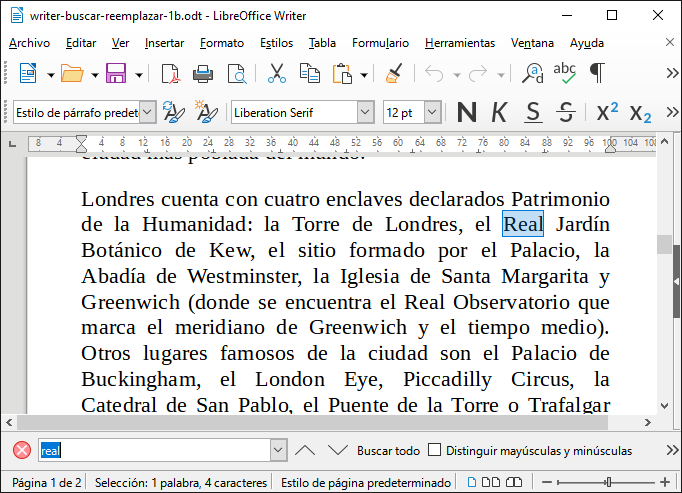 writer-buscar-reemplazar-1b.odt - LibreOffice Writer
Archivo Editar Ver Insertar Formato Estilos Tabla Formulario Herramientas Ventana Ayuda
Estilo de párrafo predet Liberation Serif 12 pt N K S S X² X₂
8 4 4 8 12 16 20 24 28 32 36 40 44 48 52 56 60 64 68 72 76 80 84 88 92 96 100 104 108
ciudad más poblada del mundo.
Londres cuenta con cuatro enclaves declarados Patrimonio
de la Humanidad: la Torre de Londres, el Real Jardín
Botánico de Kew, el sitio formado por el Palacio, la
Abadía de Westminster, la Iglesia de Santa Margarita y
Greenwich (donde se encuentra el Real Observatorio que
marca el meridiano de Greenwich y el tiempo medio).
Otros lugares famosos de la ciudad son el Palacio de
Buckingham, el London Eye, Piccadilly Circus, la
Catedral de San Pablo, el Puente de la Torre o Trafalgar
real Buscar todo Distinguir mayúsculas y minúsculas
Página 1 de 2 Selección: 1 palabra, 4 caracteres Estilo de página predeterminado